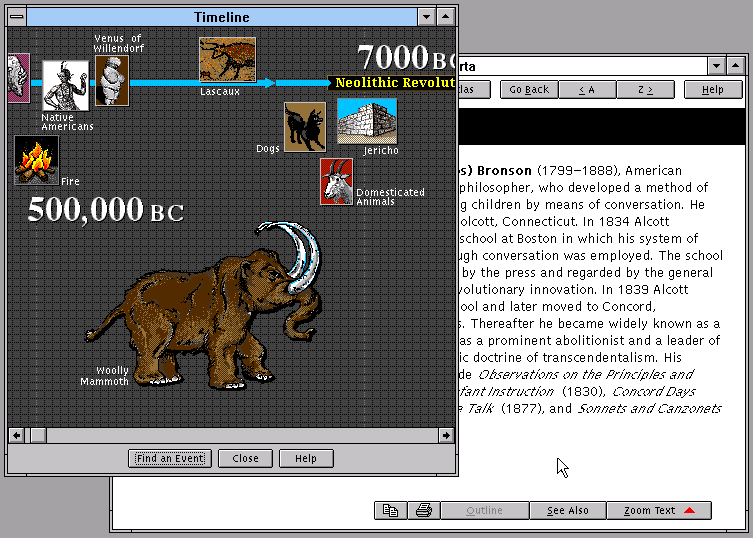 Timeline
Venus of
Willendorf
7000 BC
Neolithic Revolut
Lascaux
Native
Americans
Dogs
Jericho
Fire
Domesticated
Animals
500,000 BC
Woolly
Mammoth
Find an Event
Close
Help
rta
las
Go Back
< A
Z >
Help
s) Bronson (1799–1888), American
philosopher, who developed a method of
g children by means of conversation. He
olcott, Connecticut. In 1834 Alcott
school at Boston in which his system of
ugh conversation was employed. The school
by the press and regarded by the general
volutionary innovation. In 1839 Alcott
ool and later moved to Concord,
s. Thereafter he became widely known as a
as a prominent abolitionist and a leader of
ic doctrine of transcendentalism. His
de Observations on the Principles and
nfant Instruction (1830), Concord Days
e Talk (1877), and Sonnets and Canzonets
Outline
See Also
Zoom Text